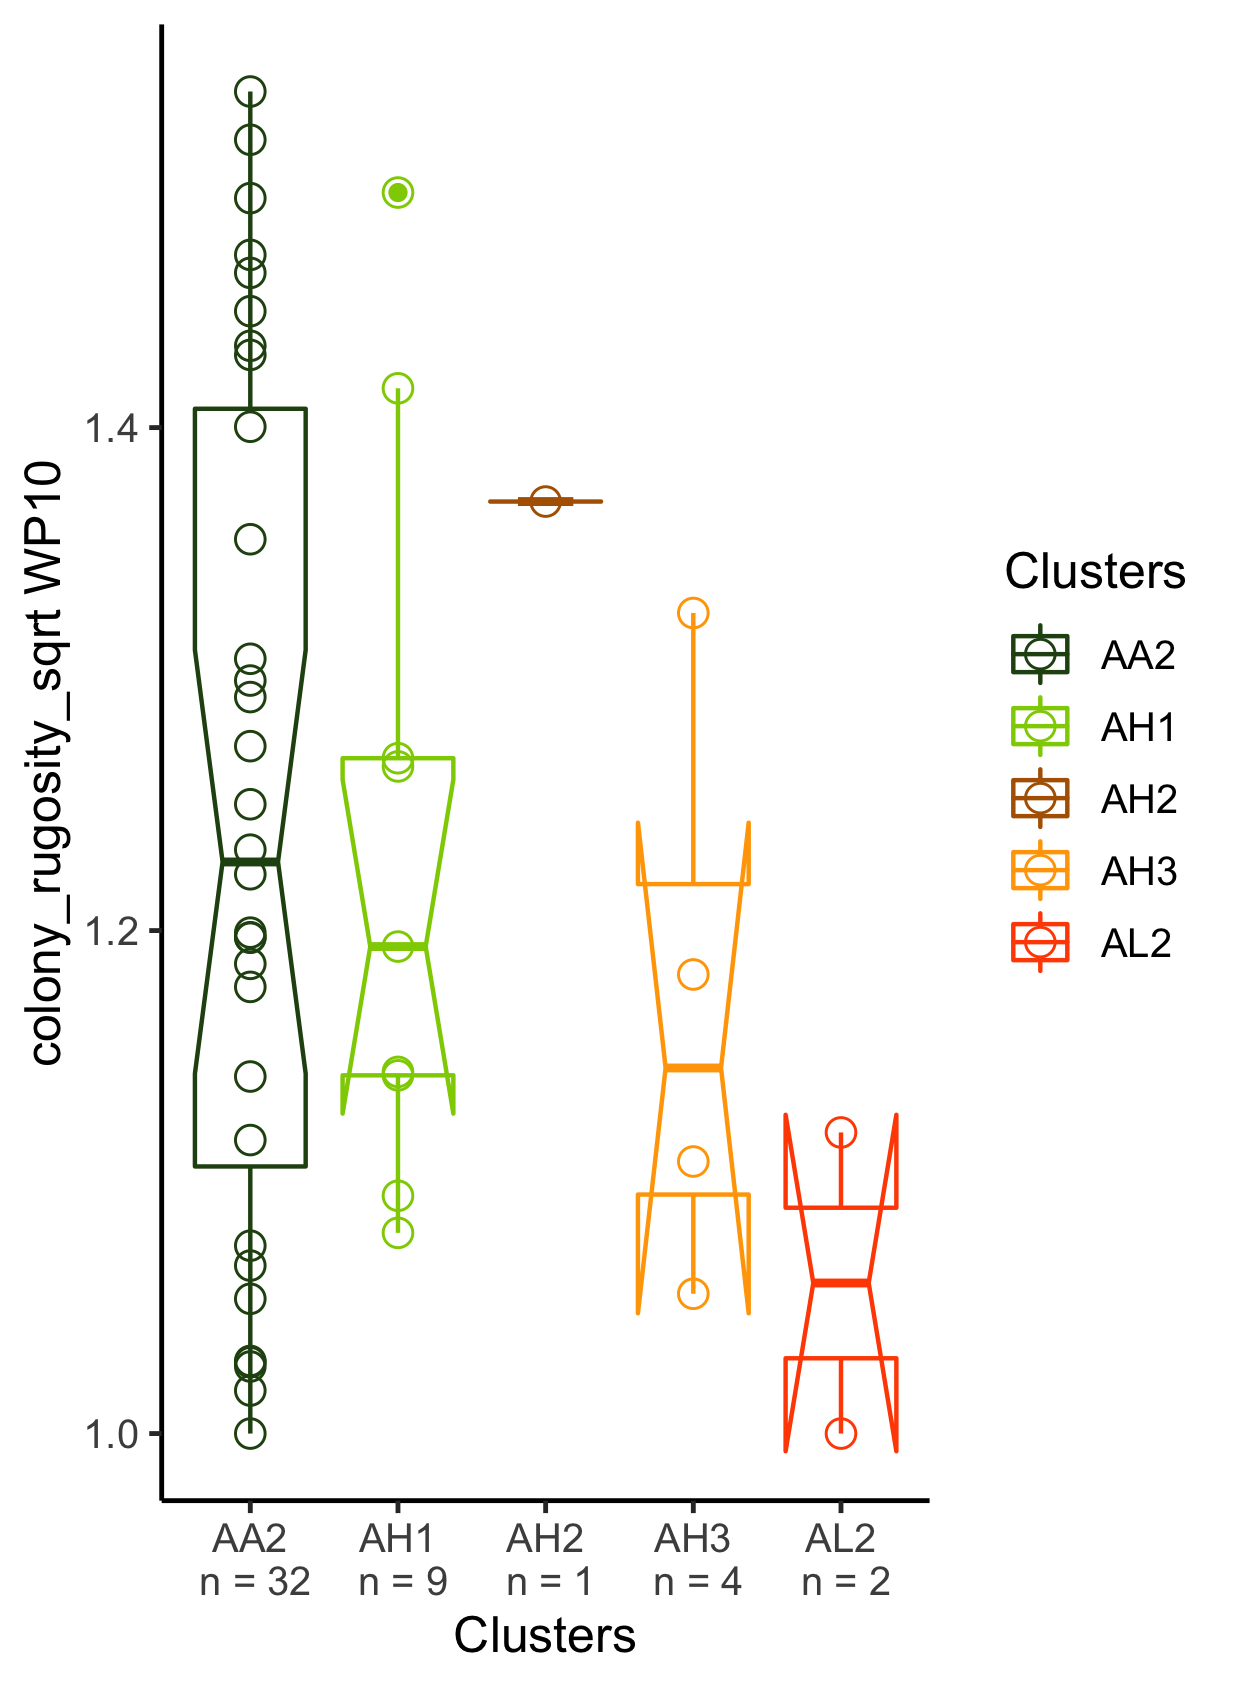 colony_rugosity_sqrt WP10
1.4
1.2
1.0
AA2 AH1 AH2 AH3 AL2
n = 32 n = 9 n = 1 n = 4 n = 2
Clusters
Clusters
AA2
AH1
AH2
AH3
AL2